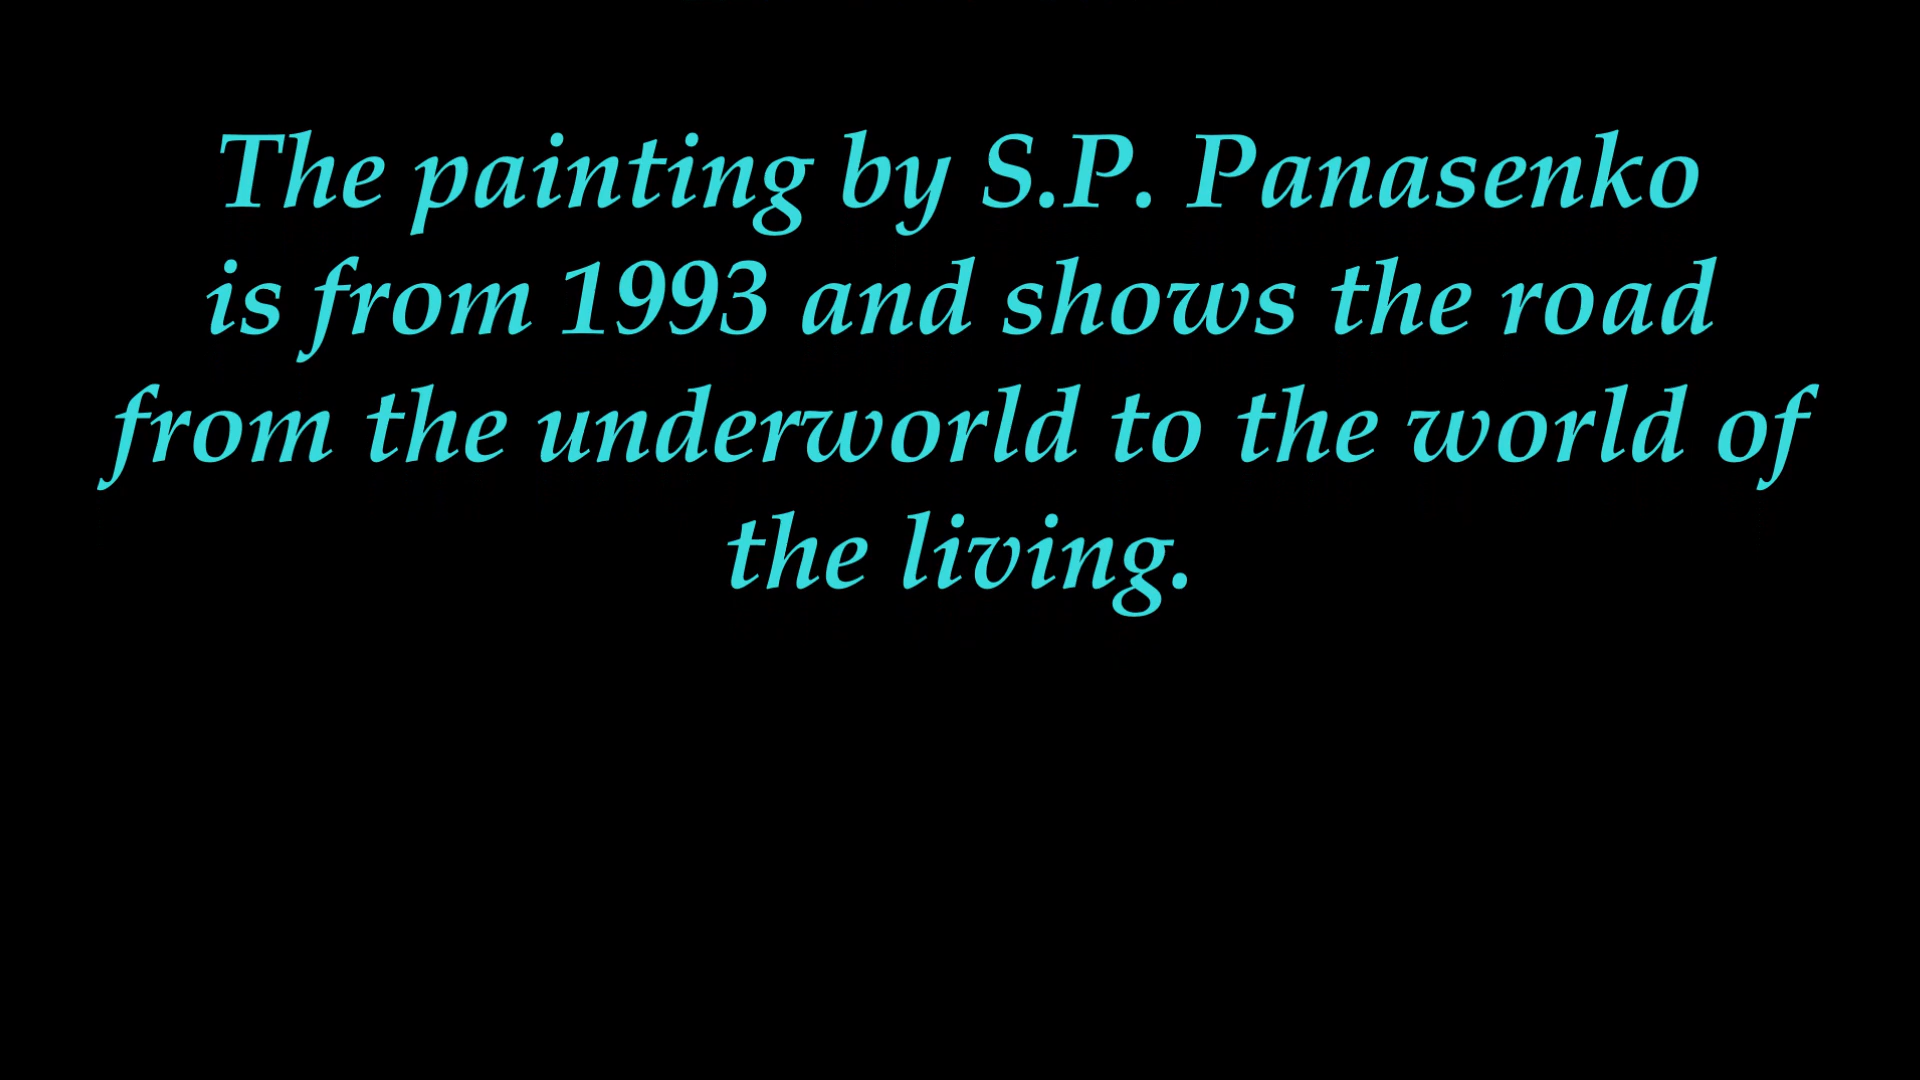 The painting by S.P. Panasenko
is from 1993 and shows the road
from the underworld to the world of
the living.